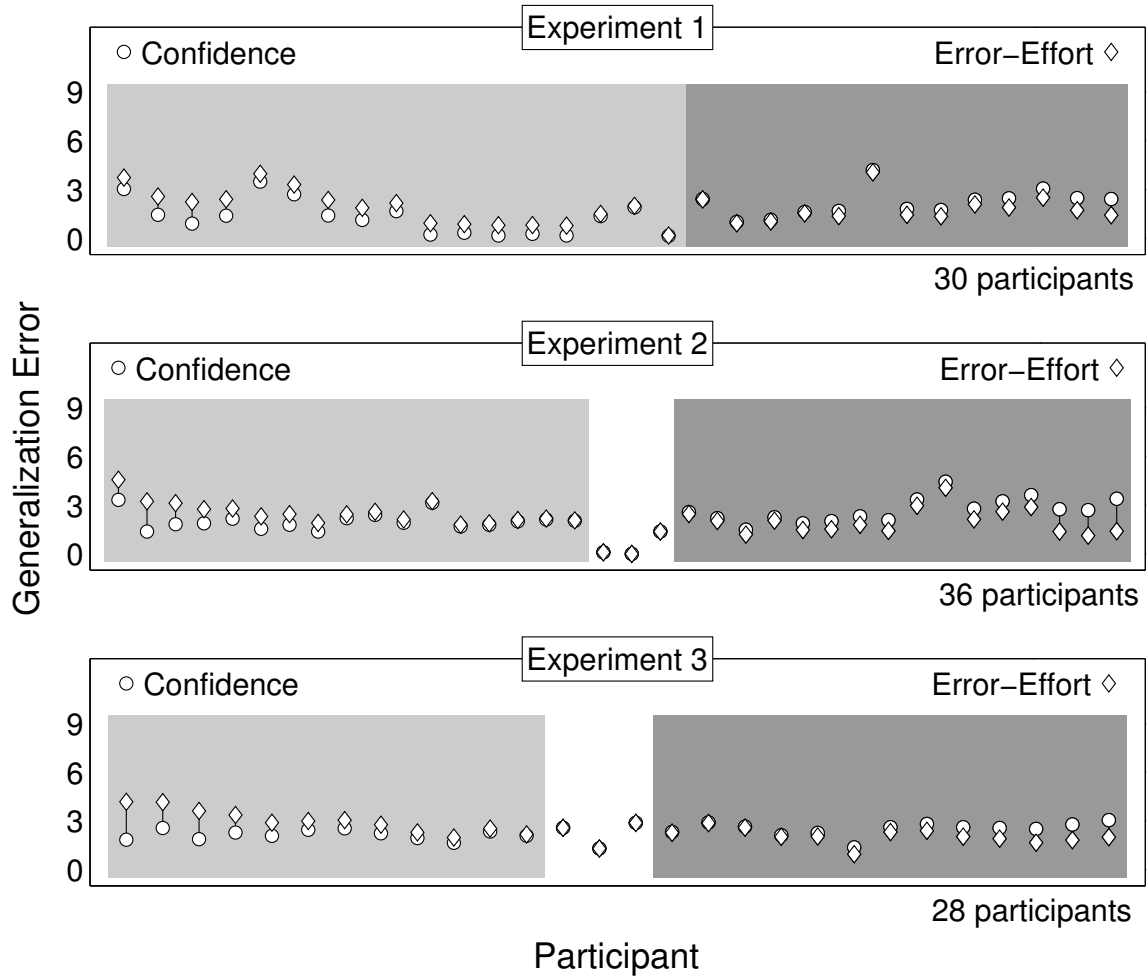 Experiment 1
Confidence
Error−Effort
9
6
3
0
30 participants
Generalization Error
Experiment 2
Confidence
Error−Effort
9
6
3
0
36 participants
Experiment 3
Confidence
Error−Effort
9
6
3
0
28 participants
Participant